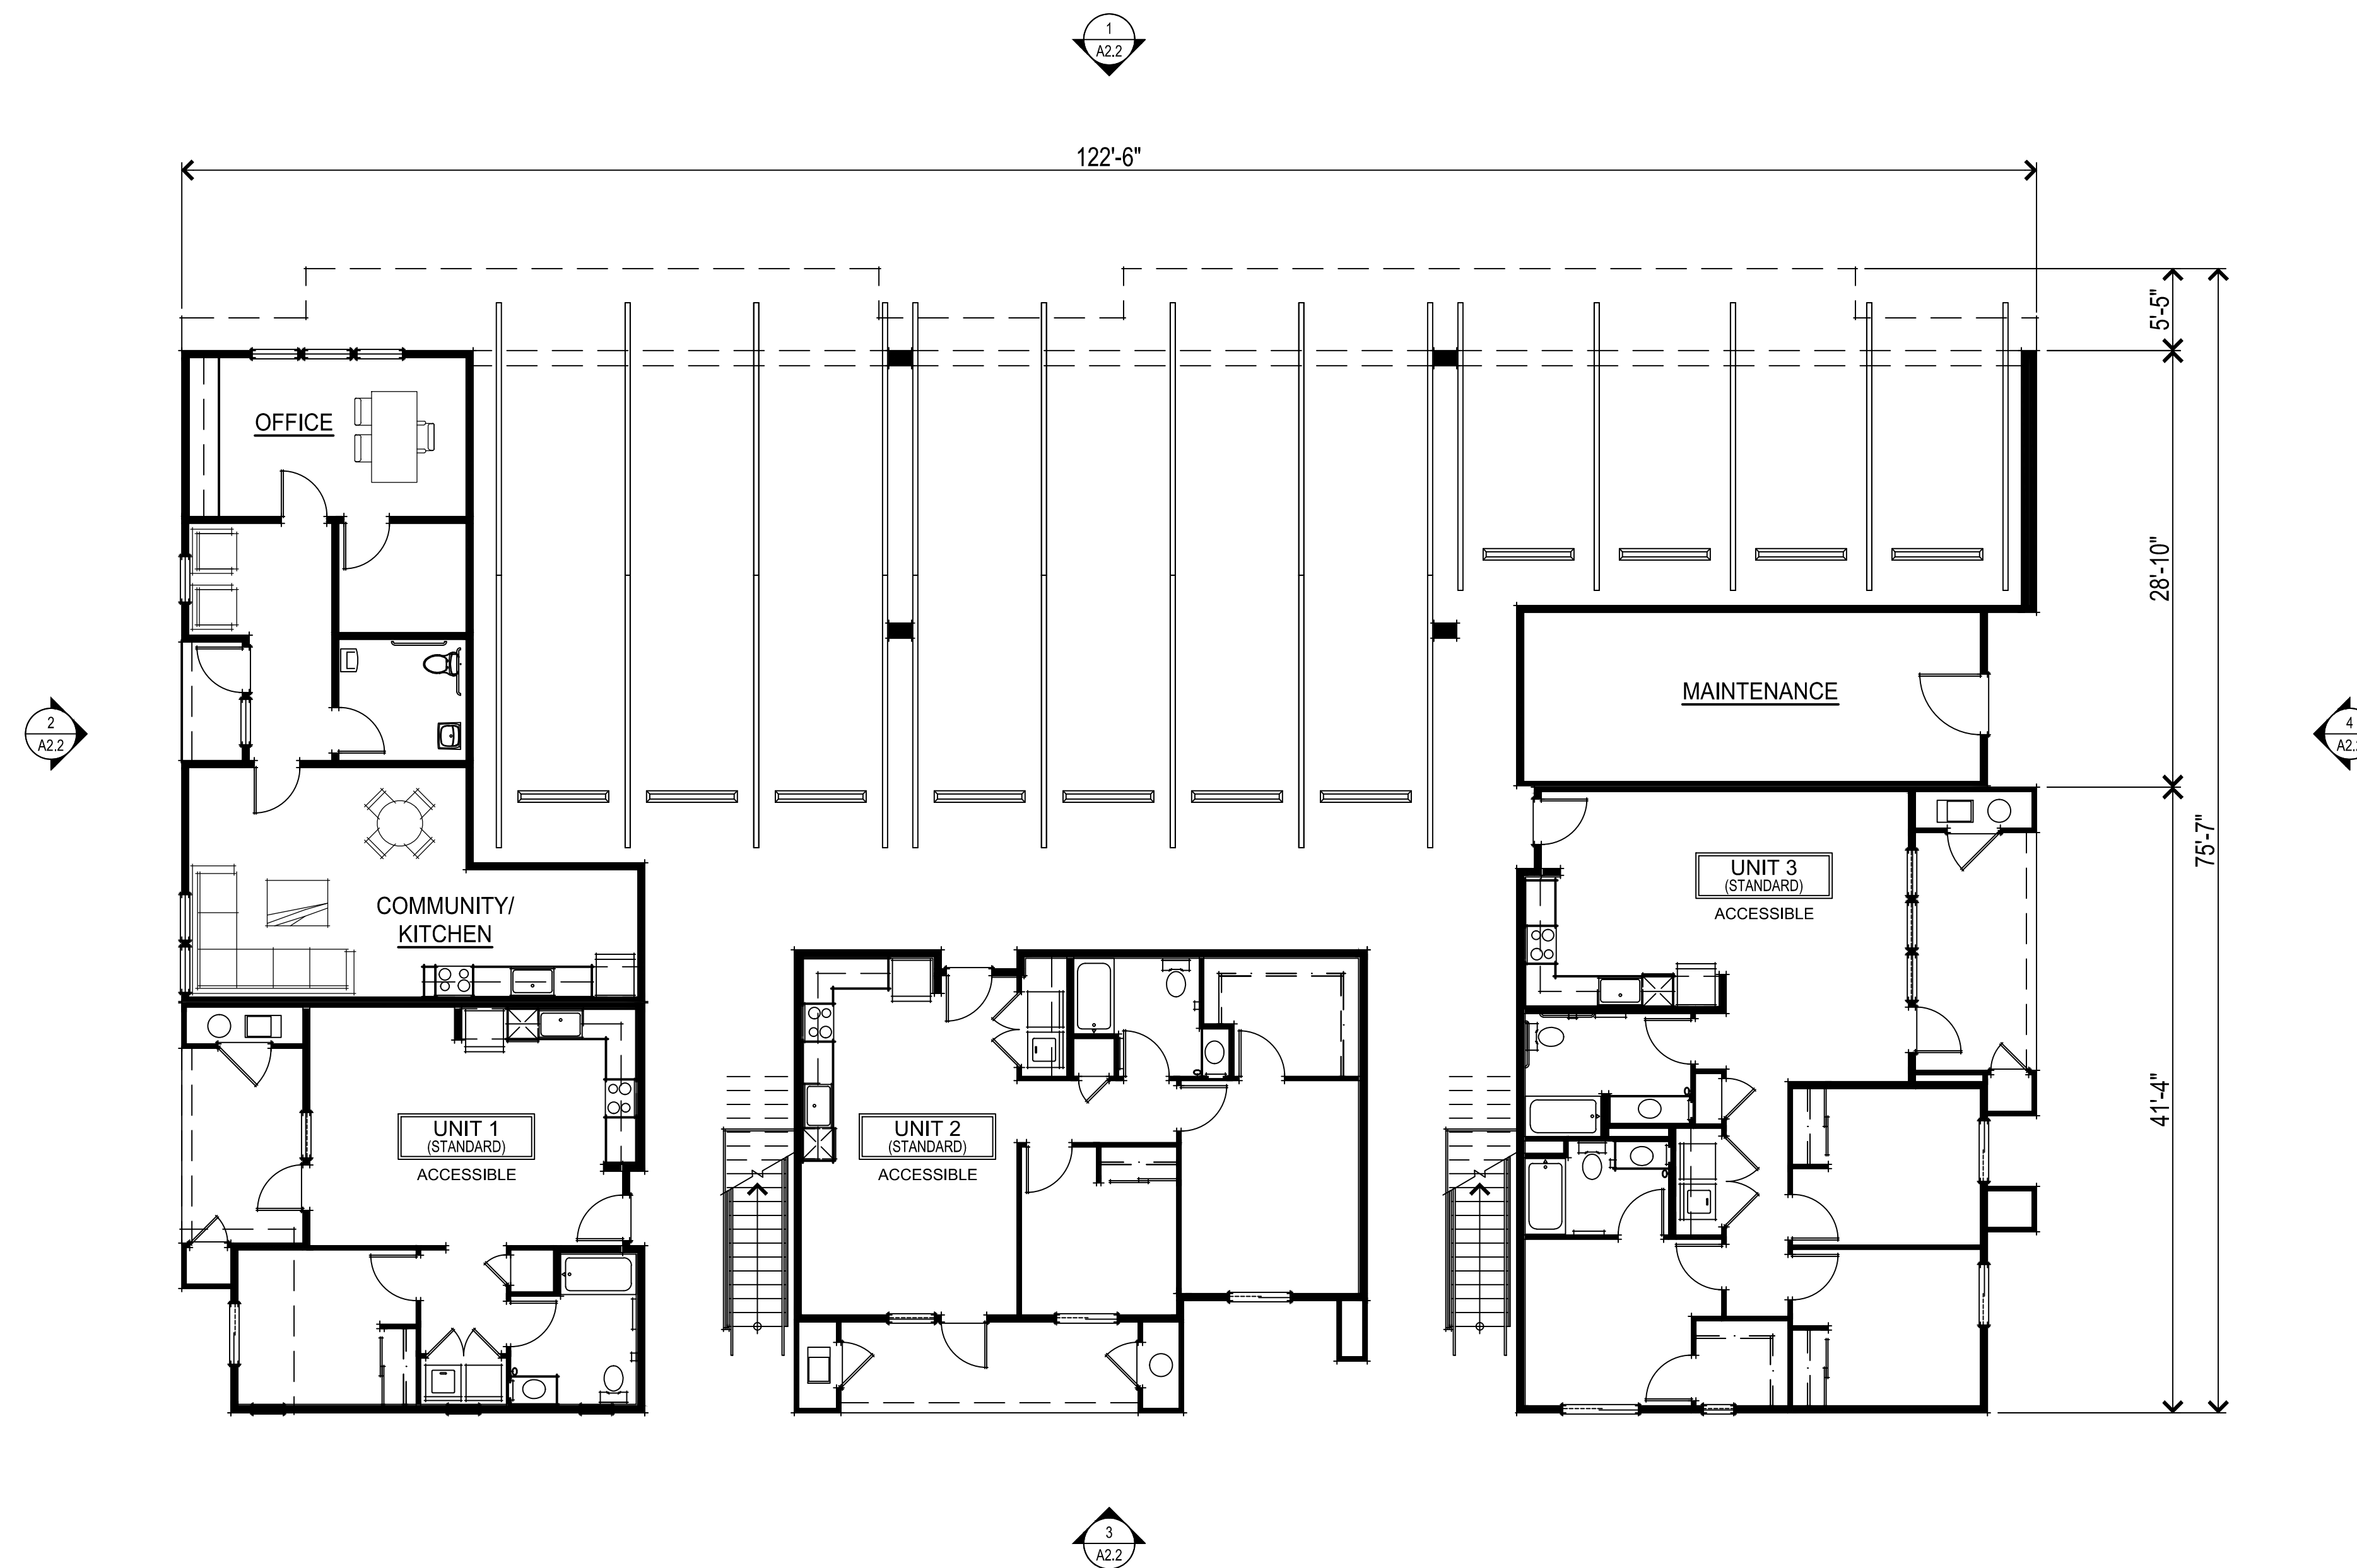 1
A2.2
122'-6"
5'-5"
OFFICE
28'-10"
MAINTENANCE
2
A2.2
4
75'-7"
UNIT 3
(STANDARD)
ACCESSIBLE
COMMUNITY/
KITCHEN
41'-4"
UNIT 1
(STANDARD)
ACCESSIBLE
UNIT 2
(STANDARD)
ACCESSIBLE
3
A2.2